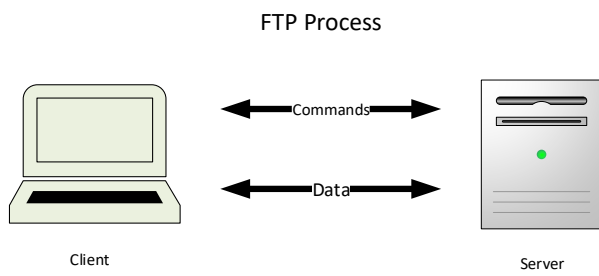 FTP Process
Commands
Data
Client
Server